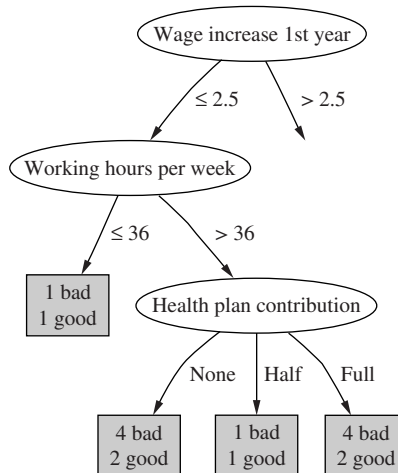 Wage increase 1st year
≤ 2.5
> 2.5
Working hours per week
≤ 36
> 36
1 bad
1 good
Health plan contribution
None
Half
Full
4 bad
2 good
1 bad
1 good
4 bad
2 good